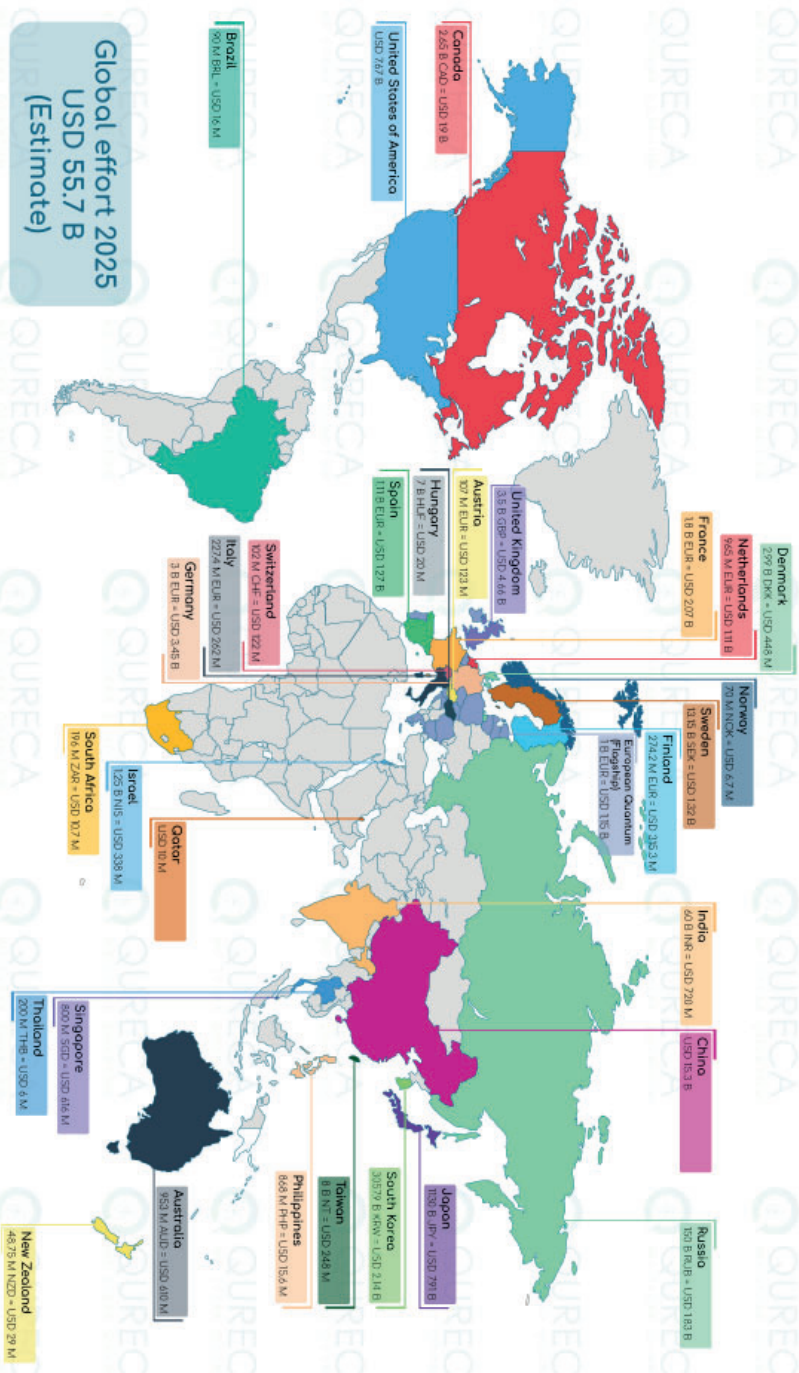 QURECA
Canada
2.65 B CAD = USD 1.9 B
United States of America
USD 7.67 B
Brazil
90 M BRL = USD 16 M
Global effort 2025
USD 55.7 B
(Estimate)
Denmark
2.99 B DKK = USD 448 M
Netherlands
965 M EUR = USD 1.11 B
France
1.8 B EUR = USD 2.07 B
United Kingdom
3.5 B GBP = USD 4.66 B
Austria
107 M EUR = USD 123 M
Hungary
7 B HUF = USD 20 M
Spain
1.11 B EUR = USD 1.27 B
Switzerland
102 M CHF = USD 122 M
Italy
227.4 M EUR = USD 262 M
Germany
3 B EUR = USD 3.45 B
Norway
70 M NOK = USD 6.7 M
Sweden
13.15 B SEK = USD 1.32 B
Finland
274.2 M EUR = USD 315.3 M
European Quantum
(Flagship)
1 B EUR = USD 1.15 B
South Africa
196 M ZAR = USD 10.7 M
Israel
1.25 B NIS = USD 338 M
Qatar
USD 10 M
India
60 B INR = USD 720 M
China
USD 15.3 B
Russia
150 B RUB = USD 1.83 B
Japan
1130 B JPY = USD 7.91 B
South Korea
3057.9 B KRW = USD 2.14 B
Taiwan
8 B NT = USD 248 M
Philippines
868 M PHP = USD 15.6 M
Singapore
800 M SGD = USD 616 M
Thailand
200 M THB = USD 6 M
Australia
953 M AUD = USD 610 M
New Zealand
48.75 M NZD = USD 29 M